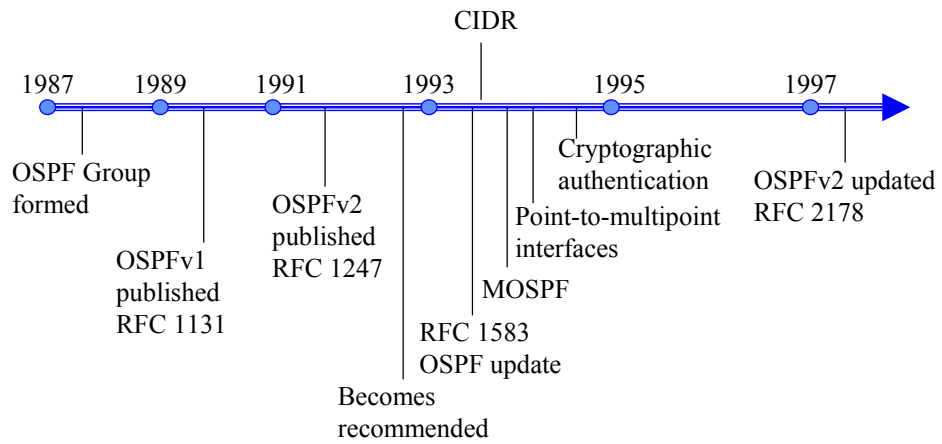 CIDR
1987
1989
1991
1993
1995
1997
OSPF Group
formed
OSPFv1
published
RFC 1131
OSPFv2
published
RFC 1247
Becomes
recommended
RFC 1583
OSPF update
MOSPF
Point-to-multipoint
interfaces
Cryptographic
authentication
OSPFv2 updated
RFC 2178